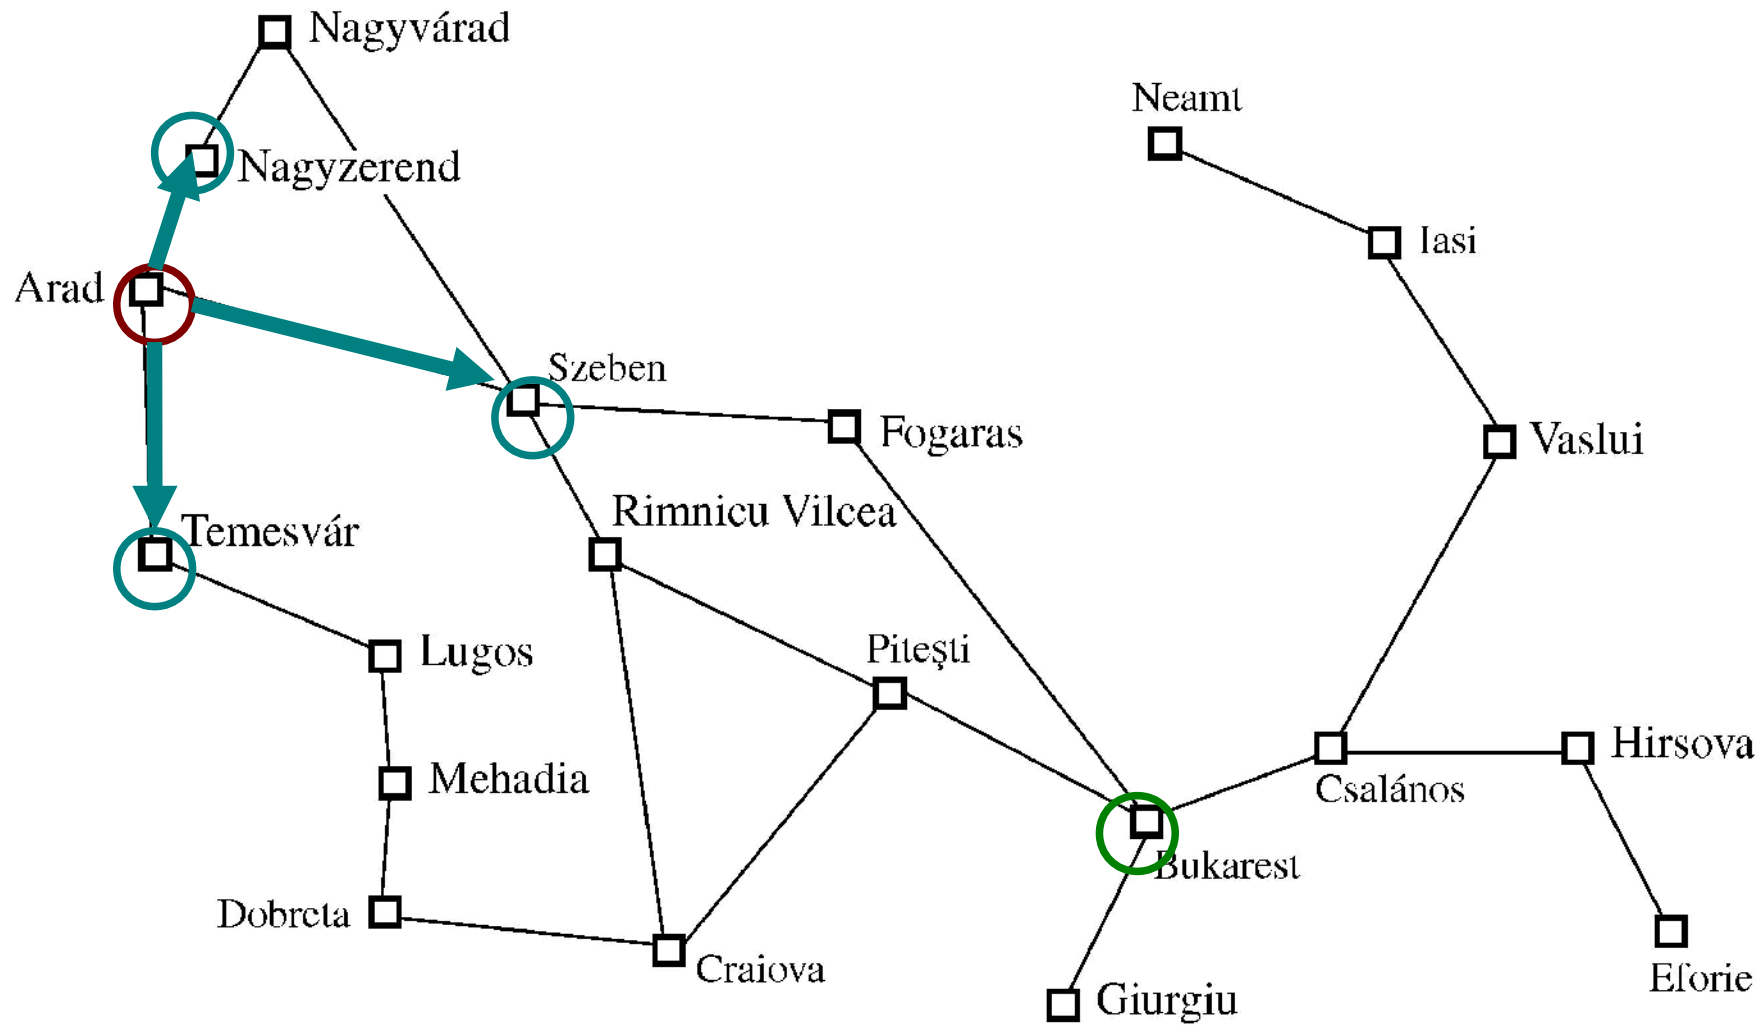 Nagyvárad
Neamt
Nagyzerend
Iasi
Arad
Szeben
Fogaras
Vaslui
Rimnicu Vilcea
Temesvár
Lugos
Piteşti
Hirsova
Mehadia
Csalános
Bukarest
Dobreta
Craiova
Eforie
Giurgiu